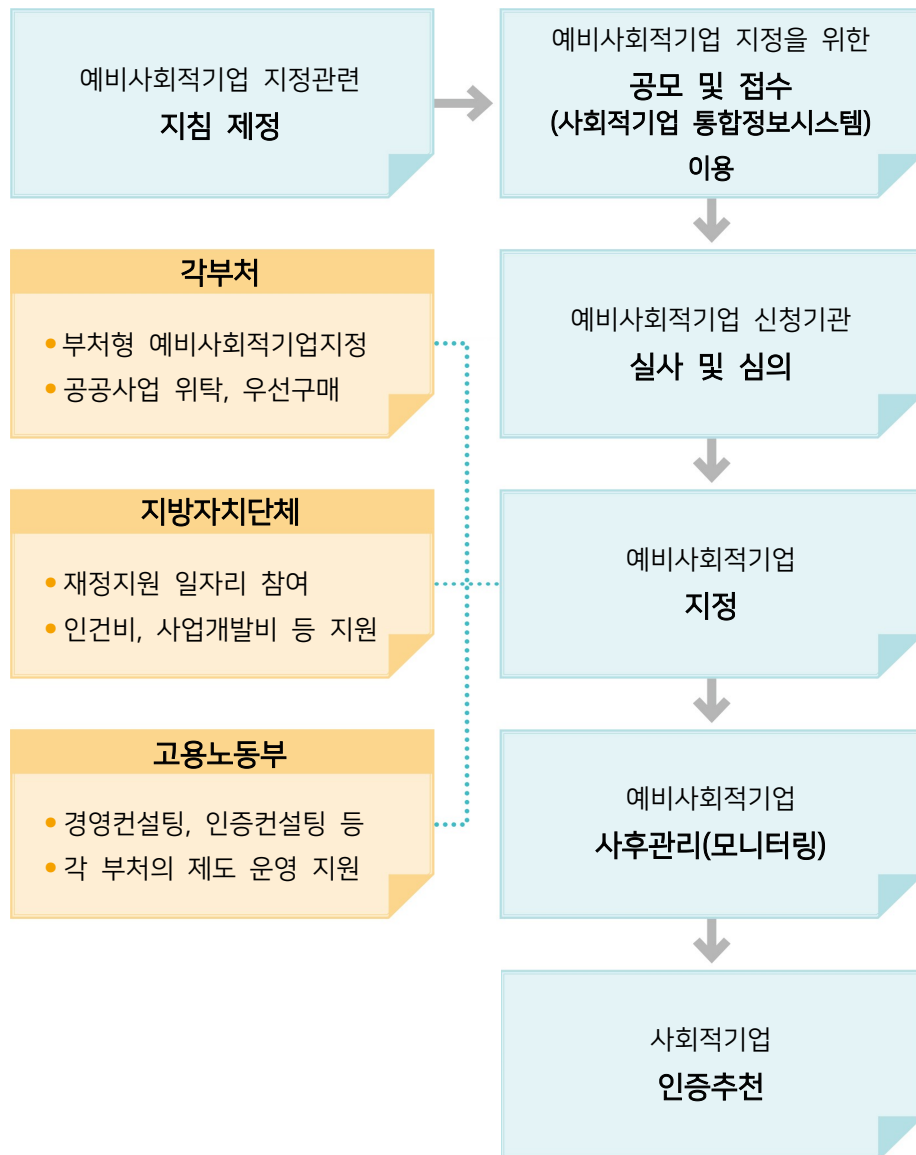 예비사회적기업 지정관련
지침 제정
예비사회적기업 지정을 위한
공모 및 접수
(사회적기업 통합정보시스템)
이용
각부처
• 부처형 예비사회적기업지정
• 공공사업 위탁, 우선구매
예비사회적기업 신청기관
실사 및 심의
지방자치단체
• 재정지원 일자리 참여
• 인건비, 사업개발비 등 지원
예비사회적기업
지정
고용노동부
• 경영컨설팅, 인증컨설팅 등
• 각 부처의 제도 운영 지원
예비사회적기업
사후관리(모니터링)
사회적기업
인증추천